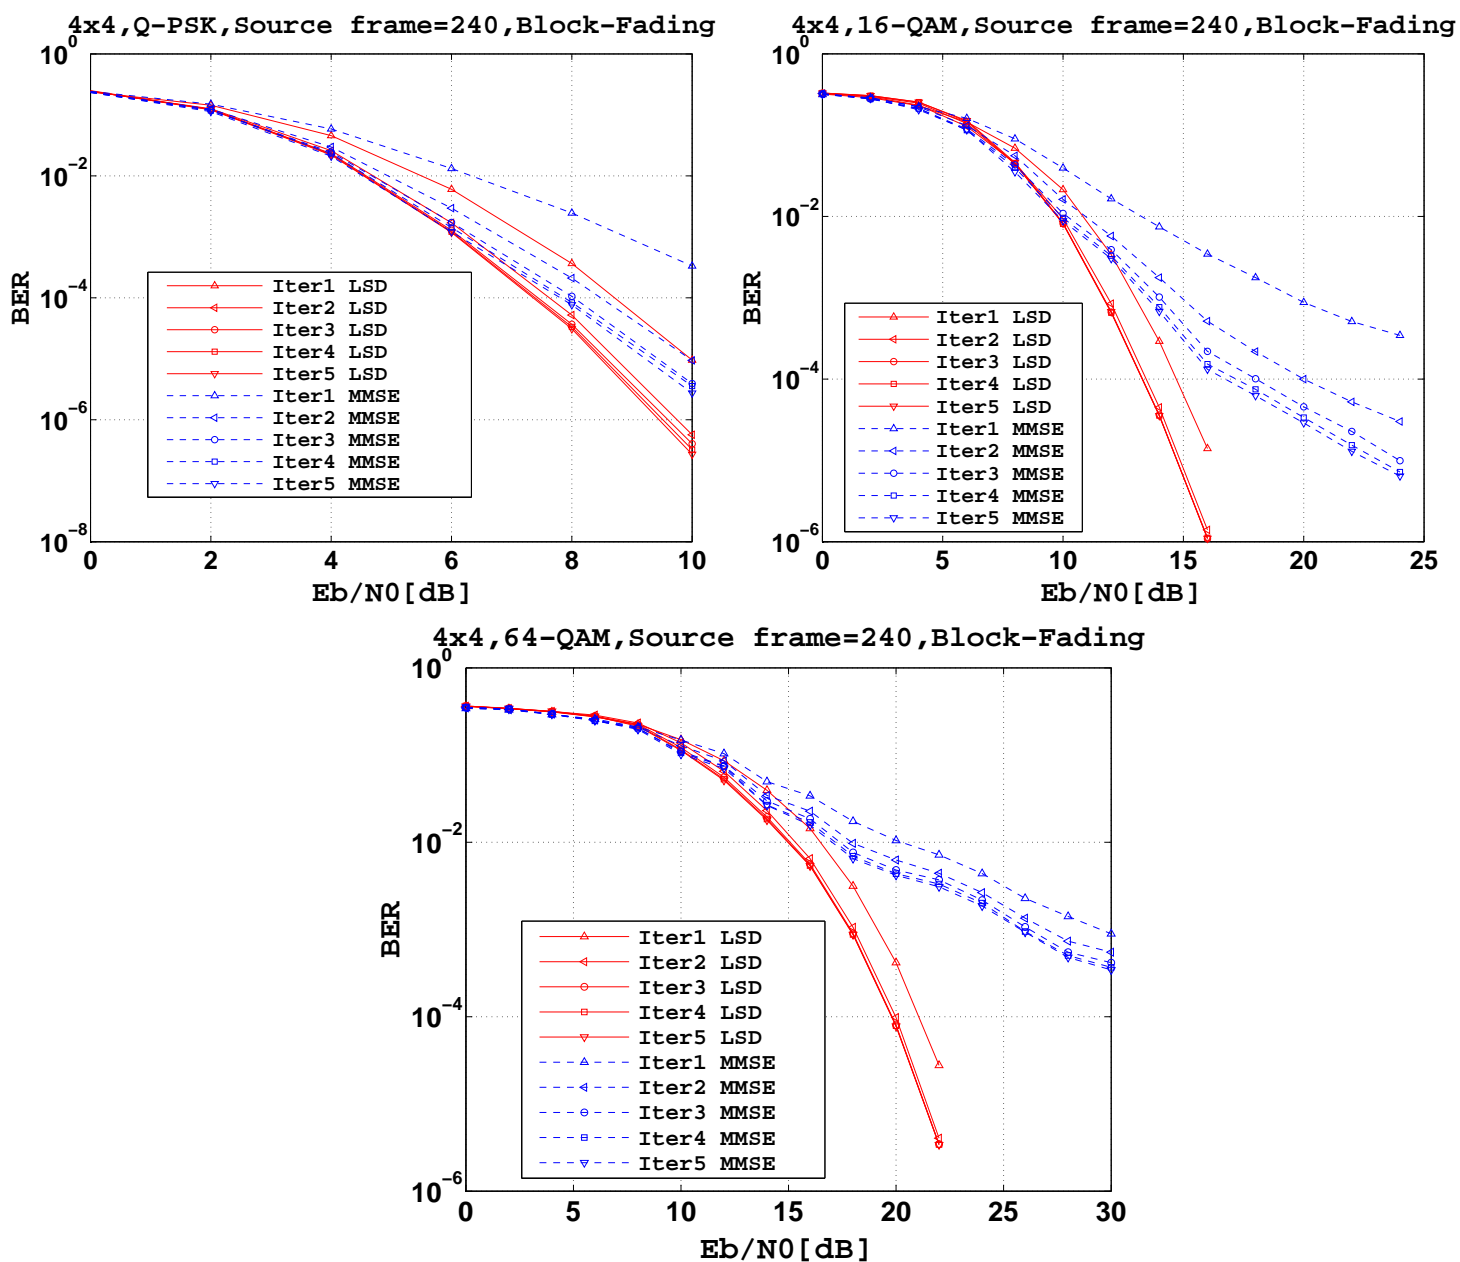 4x4,Q-PSK,Source frame=240,Block-Fading
10^0
10^-2
10^-4
10^-6
10^-8
BER
Iter1 LSD
Iter2 LSD
Iter3 LSD
Iter4 LSD
Iter5 LSD
Iter1 MMSE
Iter2 MMSE
Iter3 MMSE
Iter4 MMSE
Iter5 MMSE
0 2 4 6 8 10
Eb/N0[dB]
4x4,16-QAM,Source frame=240,Block-Fading
10^0
10^-2
10^-4
10^-6
BER
Iter1 LSD
Iter2 LSD
Iter3 LSD
Iter4 LSD
Iter5 LSD
Iter1 MMSE
Iter2 MMSE
Iter3 MMSE
Iter4 MMSE
Iter5 MMSE
0 5 10 15 20 25
Eb/N0[dB]
4x4,64-QAM,Source frame=240,Block-Fading
10^0
10^-2
10^-4
10^-6
BER
Iter1 LSD
Iter2 LSD
Iter3 LSD
Iter4 LSD
Iter5 LSD
Iter1 MMSE
Iter2 MMSE
Iter3 MMSE
Iter4 MMSE
Iter5 MMSE
0 5 10 15 20 25 30
Eb/N0[dB]